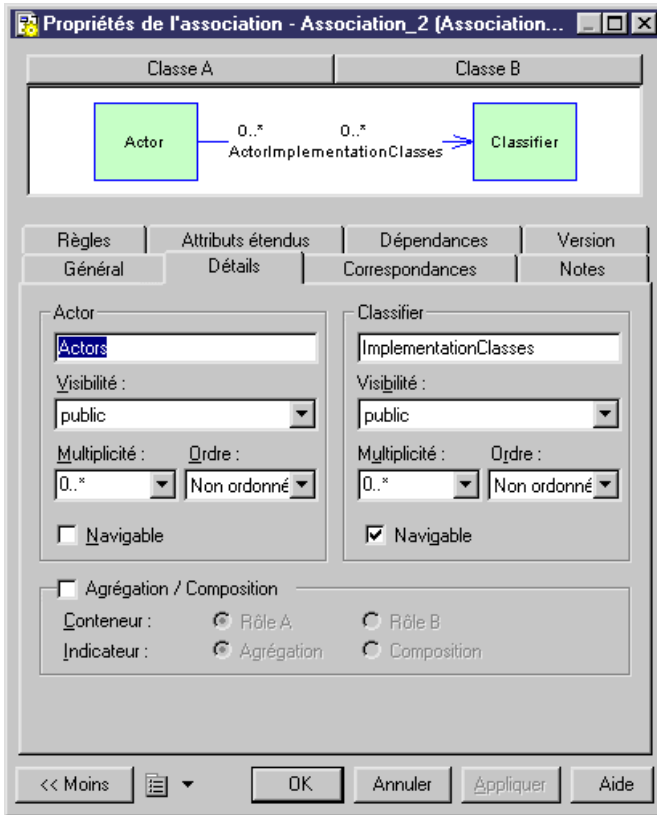 Propriétés de l'association - Association_2 (Association...
Classe A Classe B
0..* 0..*
Actor ActorImplementationClasses Classifier
Règles Attributs étendus Dépendances Version
Général Détails Correspondances Notes
Actor Classifier
Actors ImplementationClasses
Visibilité : Visibilité :
public public
Multiplicité : Ordre : Multiplicité : Ordre :
0..* Non ordonné 0..* Non ordonné
Navigable Navigable
Agrégation / Composition
Conteneur : Rôle A Rôle B
Indicateur : Agrégation Composition
<< Moins OK Annuler Appliquer Aide